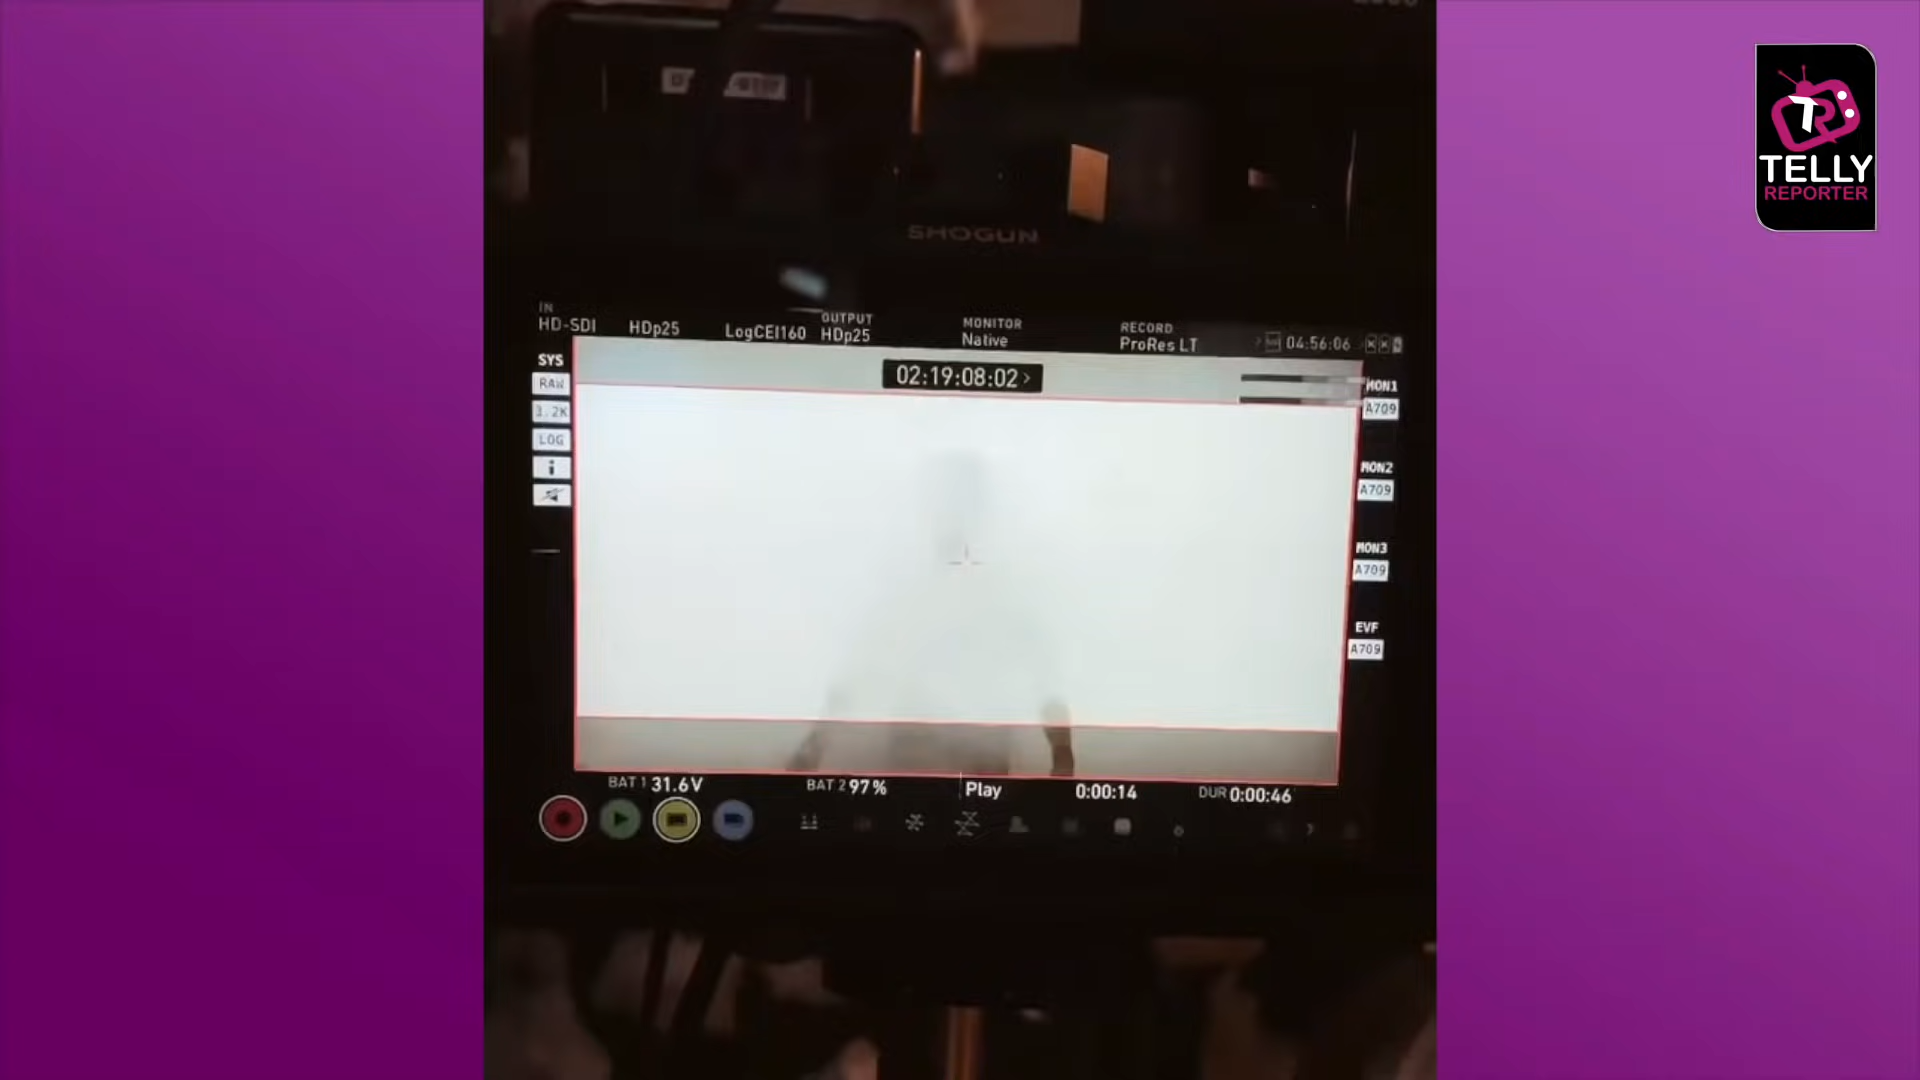 TELLY
REPORTER
SHOGUN
IN
HD-SDI
HDp25
LogCEI160
OUTPUT
HDp25
MONITOR
Native
RECORD
ProRes LT
04:56:06
SYS
RAW
3.2K
LOG
i
02:19:08:02
MON1
A709
MON2
A709
MON3
A709
EVF
A709
BAT 1 31.6V
BAT 2 97%
Play
0:00:14
DUR 0:00:46